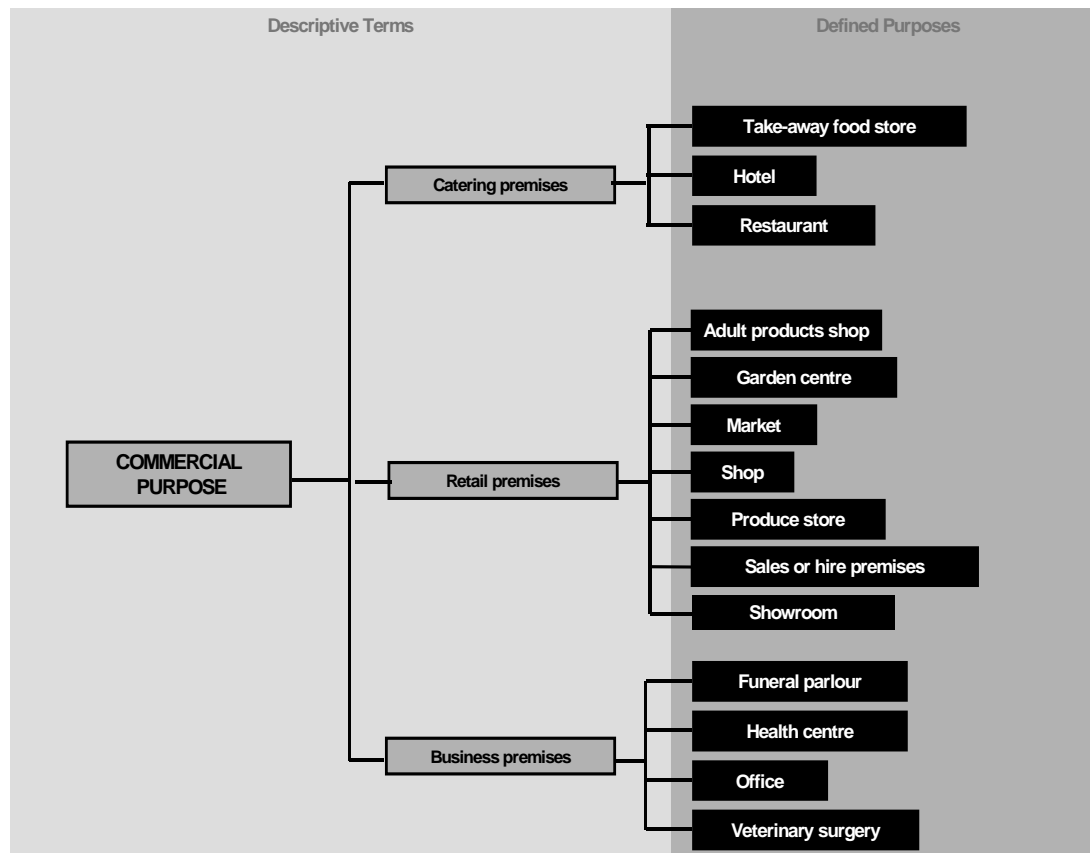 Descriptive Terms
Defined Purposes
Take-away food store
Catering premises
Hotel
Restaurant
Adult products shop
Garden centre
Market
COMMERCIAL
PURPOSE
Retail premises
Shop
Produce store
Sales or hire premises
Showroom
Funeral parlour
Health centre
Business premises
Office
Veterinary surgery